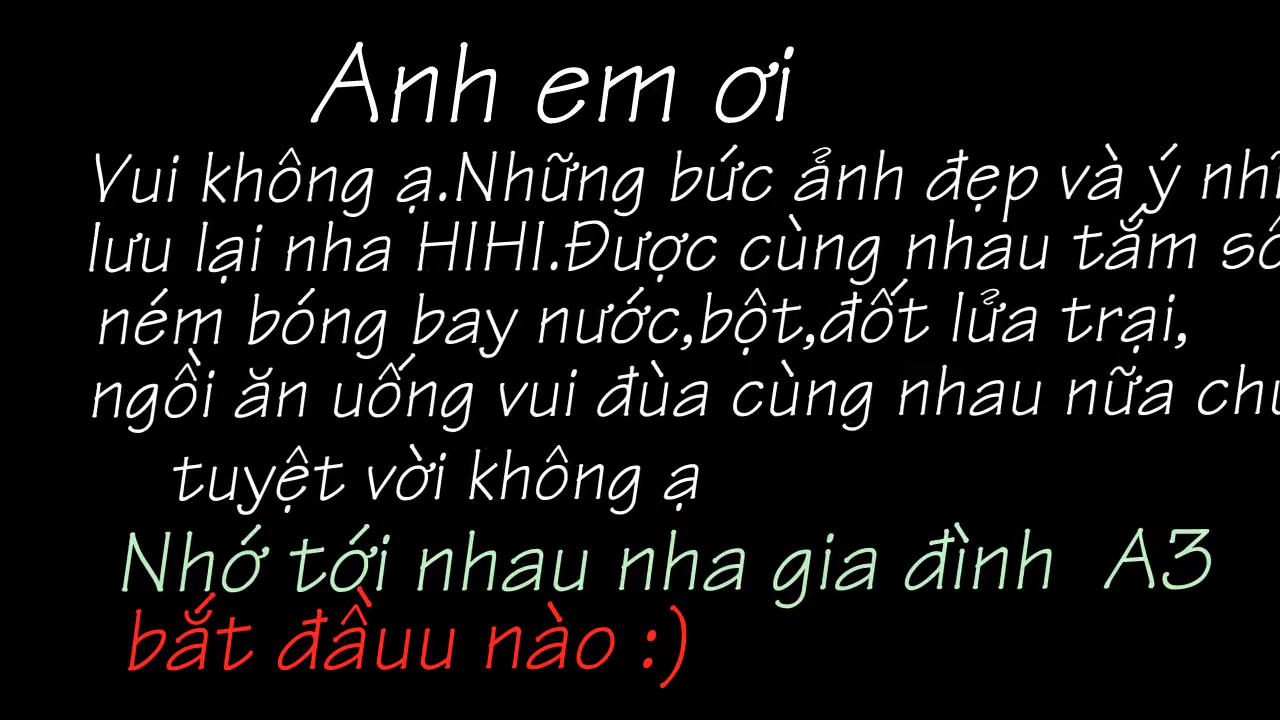 Anh em ơi
Vui không ạ.Những bức ảnh đẹp và ý
lưu lại nha HIHI.Được cùng nhau tắm
ném bóng bay nước,bột,đốt lửa trại,
ngồi ăn uống vui đùa cùng nhau nữa
tuyệt vời không ạ
Nhớ tới nhau nha gia đình A3
bắt đầuu nào :)